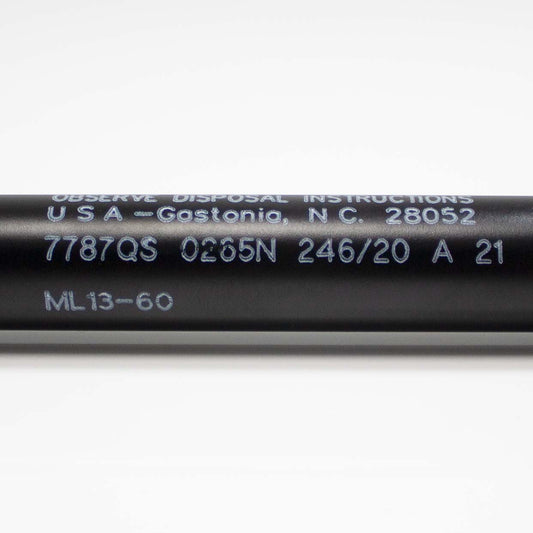 OBSERVE DISPOSAL INSTRUCTIONS
U S A -Gastonia, N C. 28052
7787QS 0265N 246/20 A 21
ML13-60